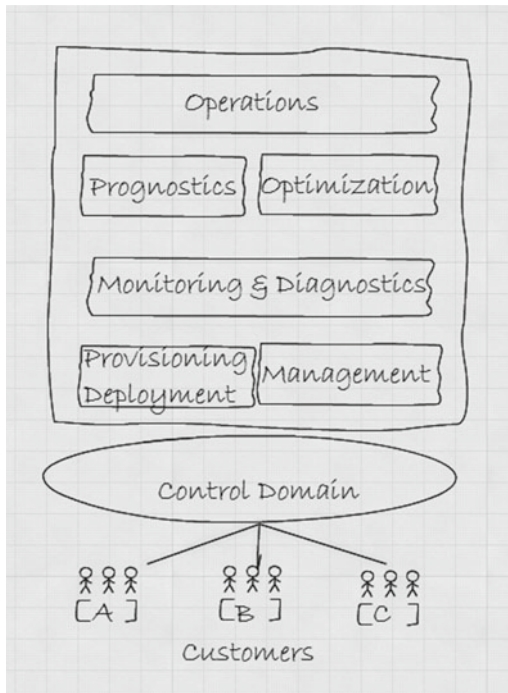 Operations
Prognostics Optimization
Monitoring & Diagnostics
Provisioning
Deployment
Management
Control Domain
[A] [B] [C]
Customers